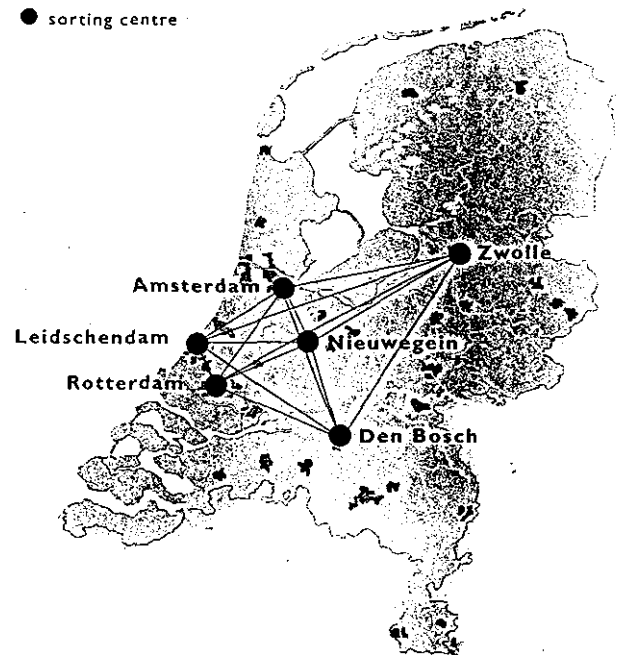 sorting centre
Zwolle
Amsterdam
Leidschendam
Nieuwegein
Rotterdam
Den Bosch